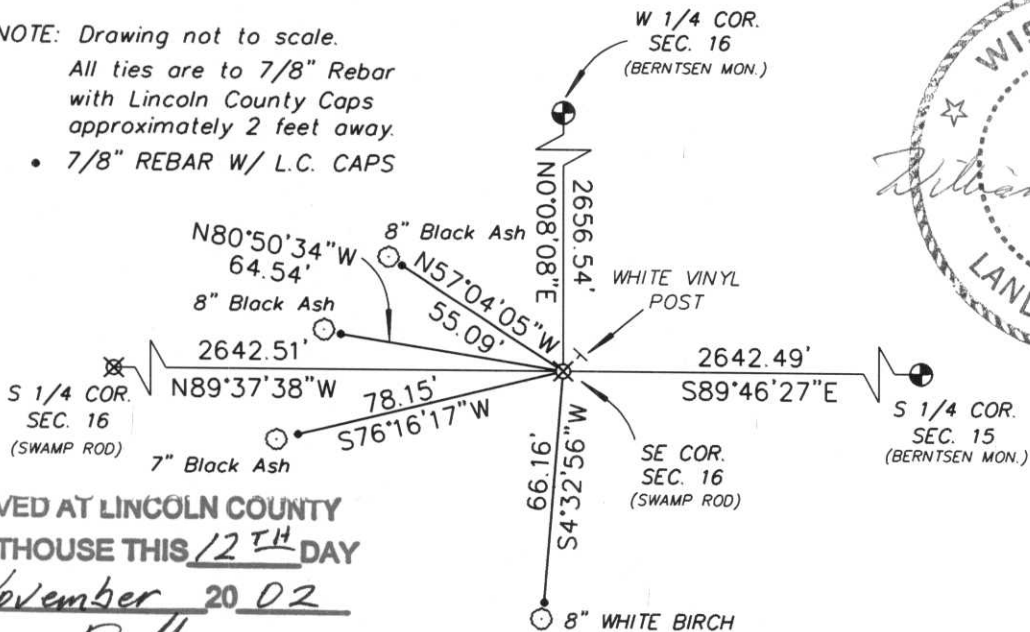 NOTE: Drawing not to scale.
All ties are to 7/8" Rebar
with Lincoln County Caps
approximately 2 feet away.
• 7/8" REBAR W/ L.C. CAPS
W 1/4 COR.
SEC. 16
(BERNTSEN MON.)
2656.54'
N0°08'08"E
WHITE VINYL
POST
8" Black Ash
N57°04'05"W
55.09'
N80°50'34"W
64.54'
8" Black Ash
2642.51'
N89°37'38"W
S 1/4 COR.
SEC. 16
(SWAMP ROD)
78.15'
S76°16'17"W
7" Black Ash
2642.49'
S89°46'27"E
S 1/4 COR.
SEC. 15
(BERNTSEN MON.)
SE COR.
SEC. 16
(SWAMP ROD)
66.16'
S4°32'56"W
8" WHITE BIRCH
VED AT LINCOLN COUNTY
THOUSE THIS 12TH DAY
ovember 20 02
WIS
LAND
William